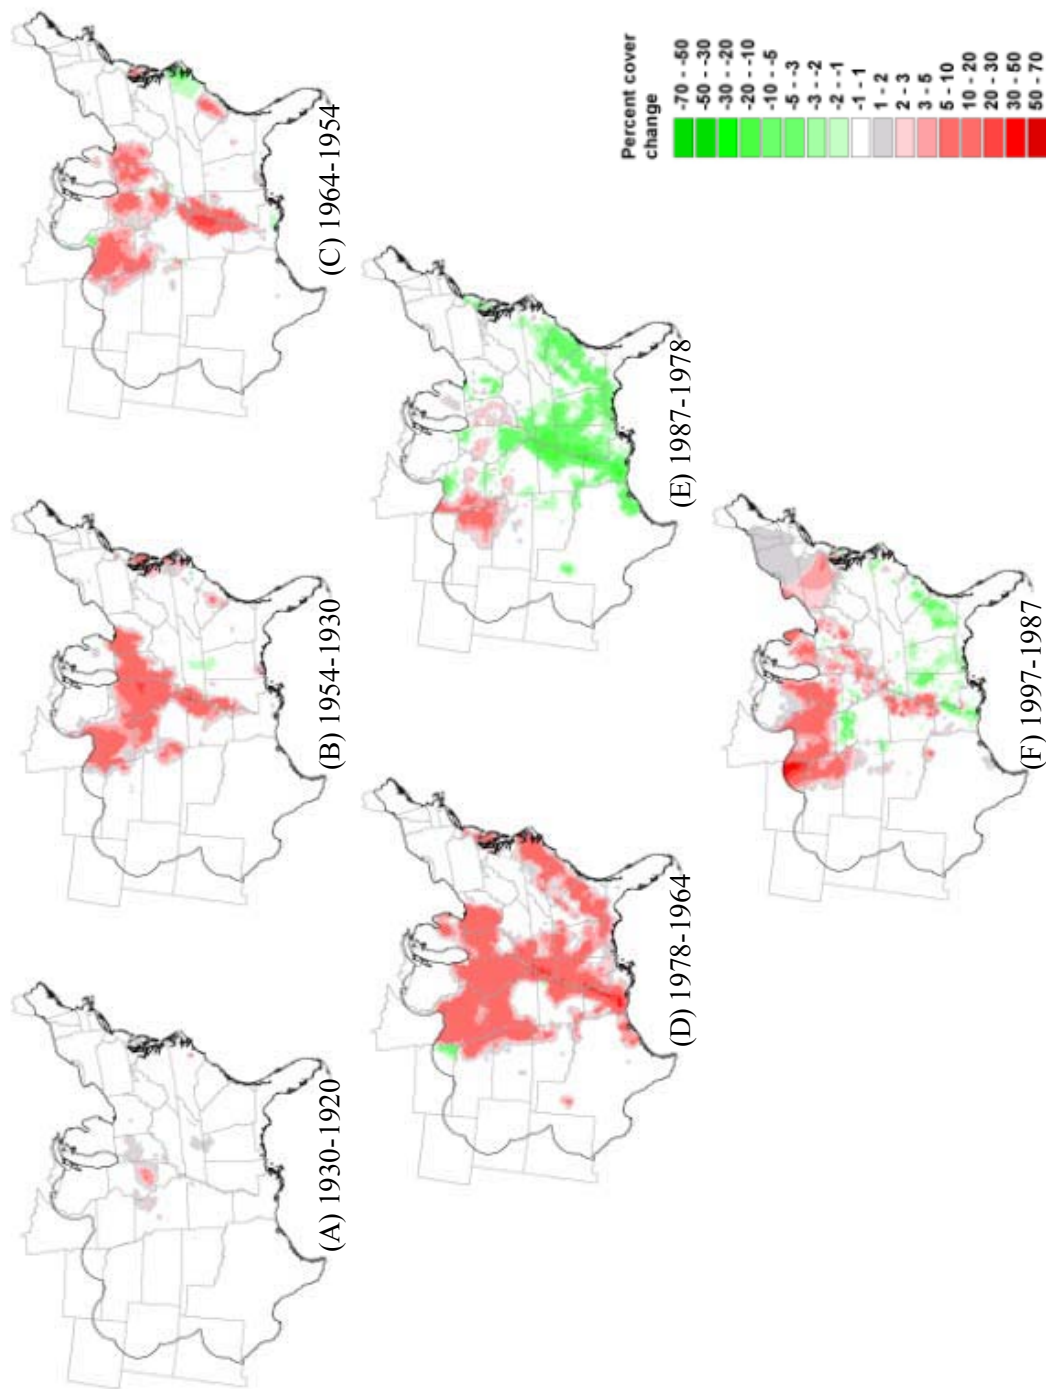 (A) 1930-1920
(B) 1954-1930
(C) 1964-1954
(D) 1978-1964
(E) 1987-1978
(F) 1997-1987
Percent cover
change
-70 - -50
-50 - -30
-30 - -20
-20 - -10
-10 - -5
-5 - -3
-3 - -2
-2 - -1
-1 - 1
1 - 2
2 - 3
3 - 5
5 - 10
10 - 20
20 - 30
30 - 50
50 - 70